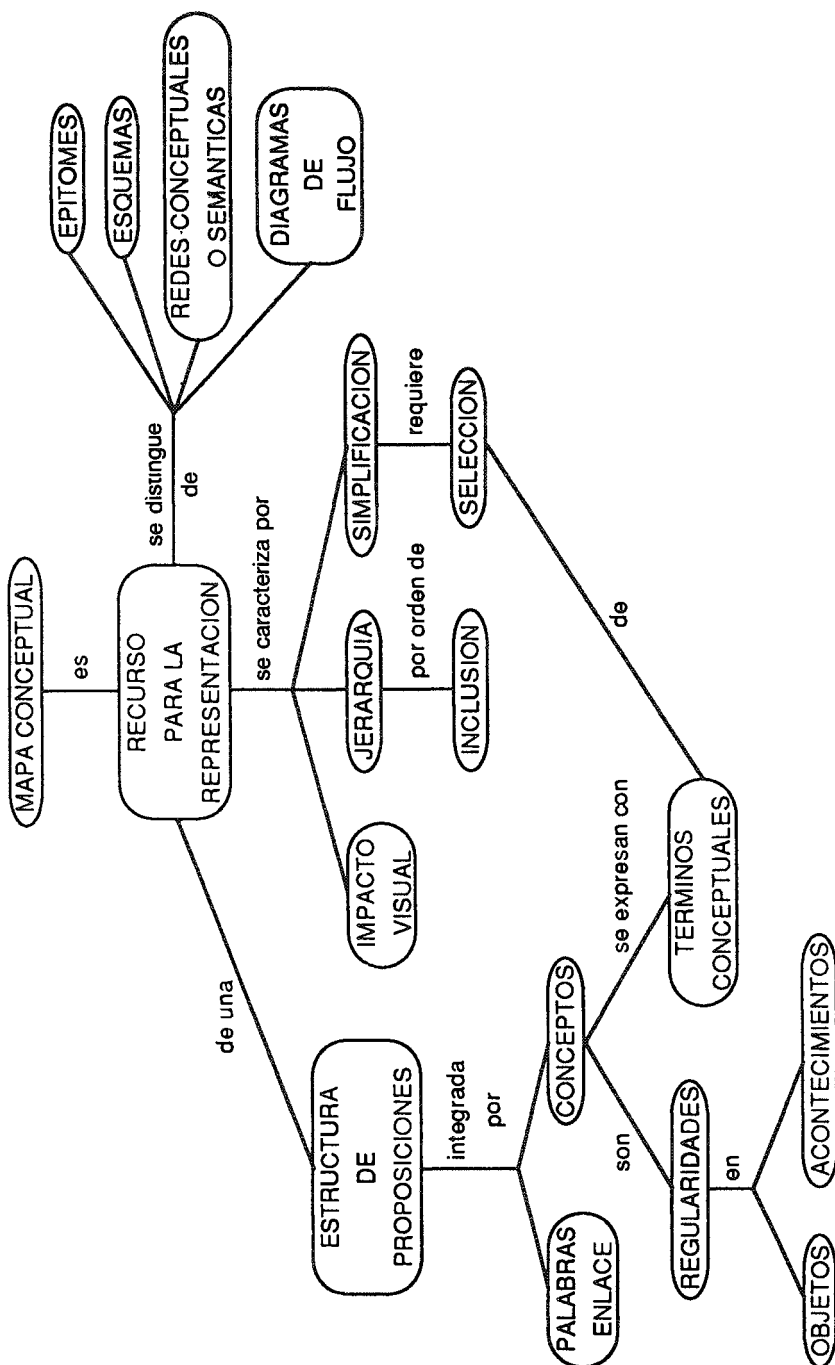 MAPA CONCEPTUAL
es
RECURSO
PARA LA
REPRESENTACION
se distingue
de
EPITOMES
ESQUEMAS
REDES-CONCEPTUALES
O SEMANTICAS
DIAGRAMAS
DE
FLUJO
de una
se caracteriza por
ESTRUCTURA
DE
PROPOSICIONES
IMPACTO
VISUAL
JERARQUIA
SIMPLIFICACION
por orden de
requiere
INCLUSION
SELECCION
integrada
por
de
PALABRAS
ENLACE
CONCEPTOS
son
se expresan con
REGULARIDADES
TERMINOS
CONCEPTUALES
en
OBJETOS
ACONTECIMIENTOS